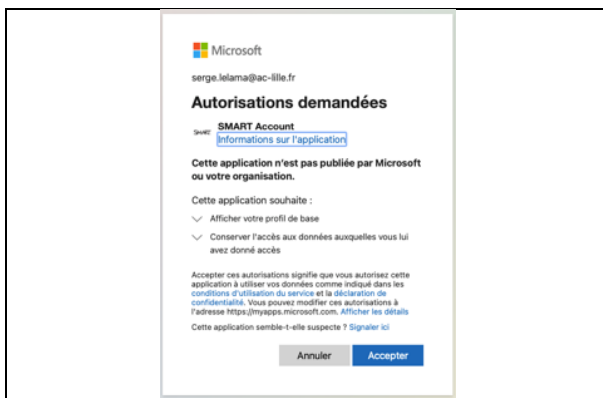 Microsoft
serge.lelama@ac-lille.fr
Autorisations demandées
SMART
SMART Account
Informations sur l'application
Cette application n'est pas publiée par Microsoft
ou votre organisation.
Cette application souhaite :
Afficher votre profil de base
Conserver l'accès aux données auxquelles vous lui
avez donné accès
Accepter ces autorisations signifie que vous autorisez cette
application à utiliser vos données comme indiqué dans les
conditions d'utilisation du service et la déclaration de
confidentialité. Vous pouvez modifier ces autorisations à
l'adresse https://myapps.microsoft.com. Afficher les détails
Cette application semble-t-elle suspecte ? Signaler ici
Annuler
Accepter